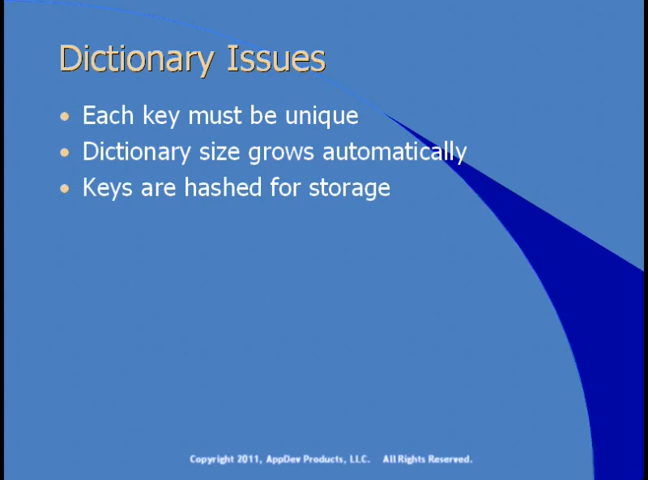 Dictionary Issues
• Each key must be unique
• Dictionary size grows automatically
• Keys are hashed for storage
Copyright 2011, AppDev Products, LLC. All Rights Reserved.